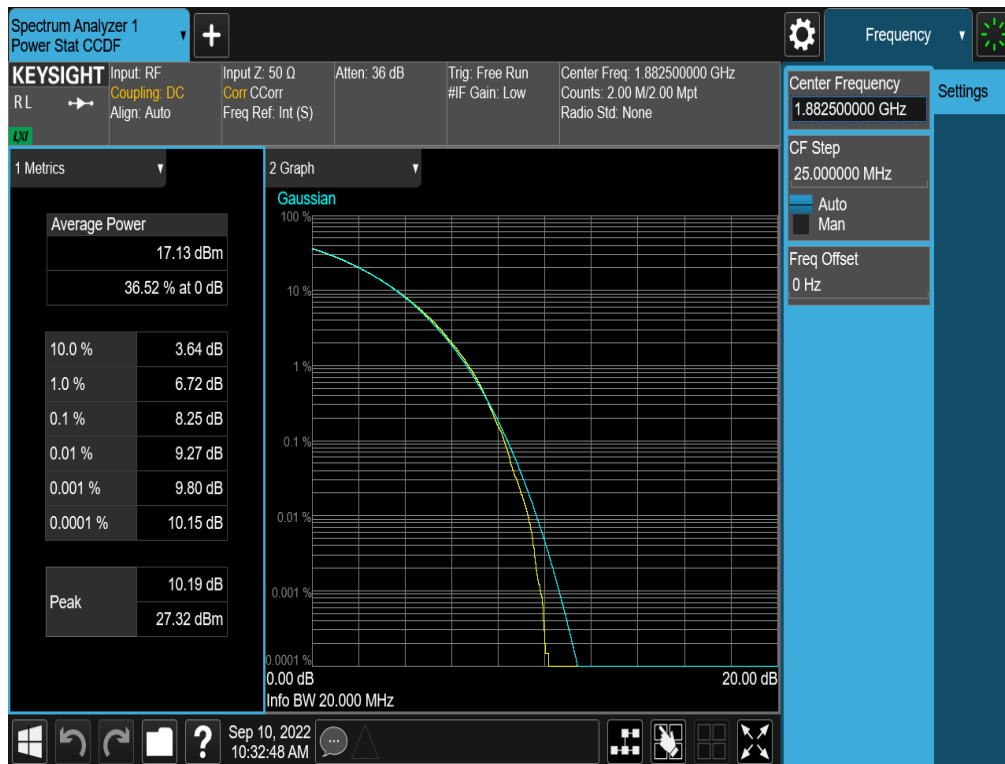 Spectrum Analyzer 1
Power Stat CCDF
Frequency
KEYSIGHT
Input: RF
Coupling: DC
Align: Auto
Input Z: 50 Ω
Corr CCorr
Freq Ref: Int (S)
Atten: 36 dB
Trig: Free Run
#IF Gain: Low
Center Freq: 1.882500000 GHz
Counts: 2.00 M/2.00 Mpt
Radio Std: None
R L
LXI
Center Frequency
1.882500000 GHz
Settings
CF Step
25.000000 MHz
Auto
Man
Freq Offset
0 Hz
1 Metrics
Average Power
17.13 dBm
36.52 % at 0 dB
10.0 % 3.64 dB
1.0 % 6.72 dB
0.1 % 8.25 dB
0.01 % 9.27 dB
0.001 % 9.80 dB
0.0001 % 10.15 dB
Peak
10.19 dB
27.32 dBm
2 Graph
Gaussian
100 %
10 %
1 %
0.1 %
0.01 %
0.001 %
0.0001 %
0.00 dB 20.00 dB
Info BW 20.000 MHz
?
Sep 10, 2022
10:32:48 AM